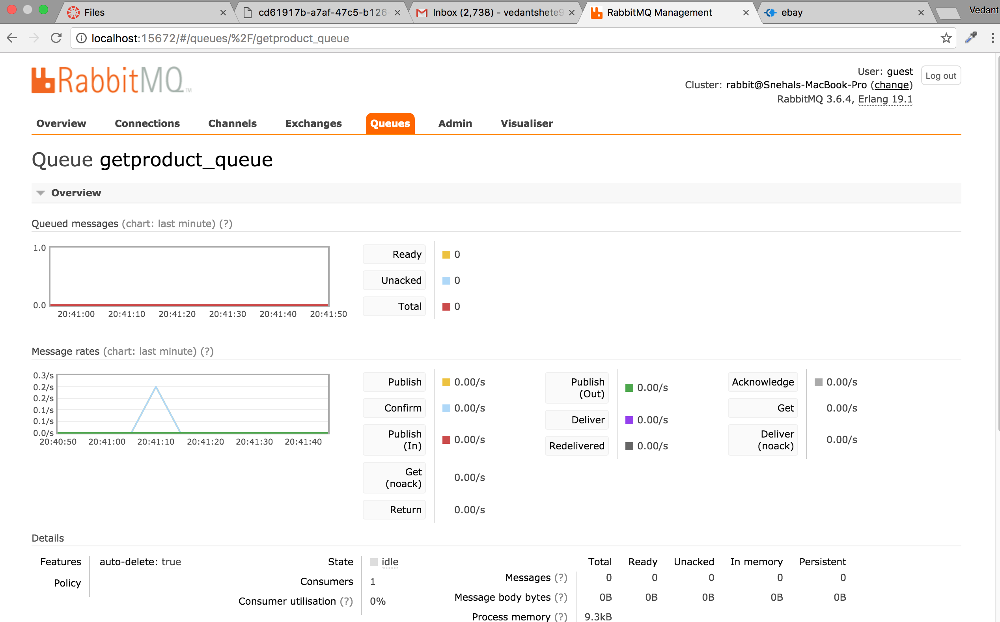 Files
cd61917b-a7af-47c5-b126-
Inbox (2,738) - vedantshete9
RabbitMQ Management
ebay
Vedant
localhost:15672/#/queues/%2F/getproduct_queue
RabbitMQ™
User: guest
Log out
Cluster: rabbit@Snehals-MacBook-Pro (change)
RabbitMQ 3.6.4, Erlang 19.1
Overview Connections Channels Exchanges Queues Admin Visualiser
Queue getproduct_queue
Overview
Queued messages (chart: last minute) (?)
1.0
0.0
20:41:00 20:41:10 20:41:20 20:41:30 20:41:40 20:41:50
Ready 0
Unacked 0
Total 0
Message rates (chart: last minute) (?)
0.3/s
0.2/s
0.2/s
0.1/s
0.1/s
0.0/s
20:40:50 20:41:00 20:41:10 20:41:20 20:41:30 20:41:40
Publish 0.00/s
Confirm 0.00/s
Publish
(In) 0.00/s
Get
(noack) 0.00/s
Return 0.00/s
Publish
(Out) 0.00/s
Deliver 0.00/s
Redelivered 0.00/s
Acknowledge 0.00/s
Get 0.00/s
Deliver
(noack) 0.00/s
Details
Features auto-delete: true
Policy
State idle
Consumers 1
Consumer utilisation (?) 0%
Total Ready Unacked In memory Persistent
Messages (?) 0 0 0 0 0
Message body bytes (?) 0B 0B 0B 0B 0B
Process memory (?) 9.3kB